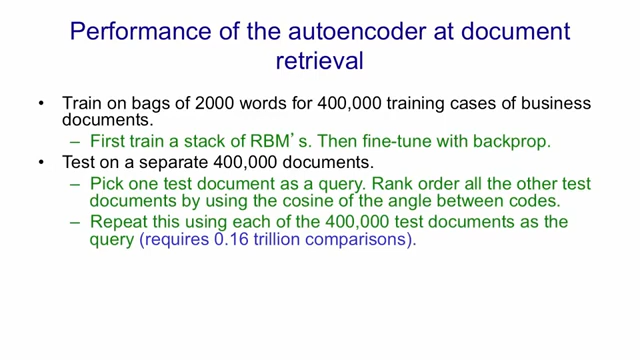 Performance of the autoencoder at document
retrieval
• Train on bags of 2000 words for 400,000 training cases of business
documents.
– First train a stack of RBM’s. Then fine-tune with backprop.
• Test on a separate 400,000 documents.
– Pick one test document as a query. Rank order all the other test
documents by using the cosine of the angle between codes.
– Repeat this using each of the 400,000 test documents as the
query (requires 0.16 trillion comparisons).